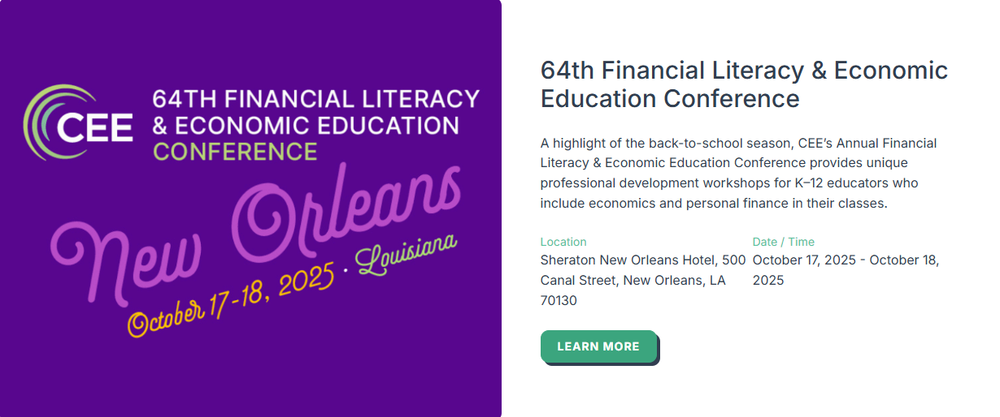 CEE
64TH FINANCIAL LITERACY
& ECONOMIC EDUCATION
CONFERENCE
New Orleans
October 17-18, 2025 · Louisiana
64th Financial Literacy & Economic
Education Conference
A highlight of the back-to-school season, CEE’s Annual Financial
Literacy & Economic Education Conference provides unique
professional development workshops for K–12 educators who
include economics and personal finance in their classes.
Location
Sheraton New Orleans Hotel, 500
Canal Street, New Orleans, LA
70130
Date / Time
October 17, 2025 - October 18,
2025
LEARN MORE